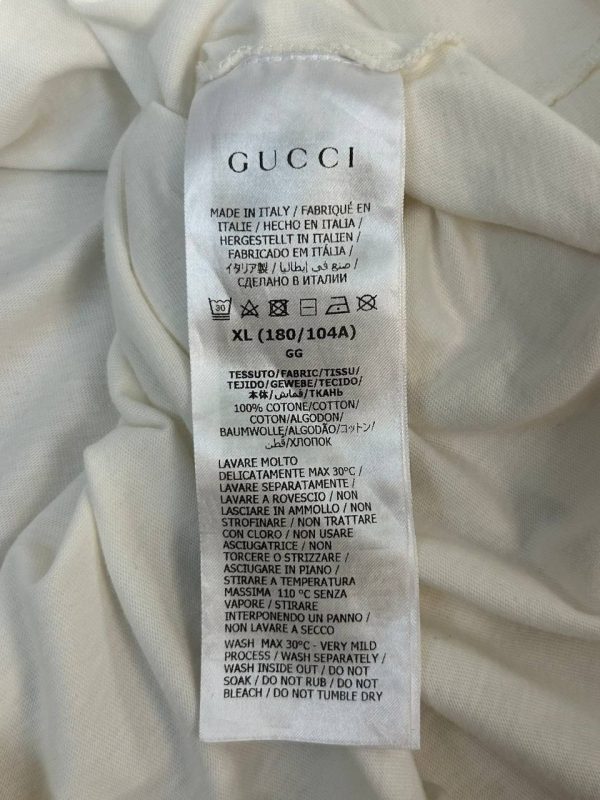 GUCCI
MADE IN ITALY / FABRIQUÉ EN
ITALIE / HECHO EN ITALIA /
HERGESTELLT IN ITALIEN /
FABRICADO EM ITÁLIA /
イタリア製 / صنع في إيطاليا /
СДЕЛАНО В ИТАЛИИ
30
XL (180/104A)
GG
TESSUTO/FABRIC/TISSU/
TEJIDO/GEWEBE/TECIDO/
本体/قماش/ТКАНЬ
100% COTONE/COTTON/
COTON/ALGODON/
BAUMWOLLE/ALGODÃO/コットン/
قطن/ХЛОПОК
LAVARE MOLTO
DELICATAMENTE MAX 30°C /
LAVARE SEPARATAMENTE /
LAVARE A ROVESCIO / NON
LASCIARE IN AMMOLLO / NON
STROFINARE / NON TRATTARE
CON CLORO / NON USARE
ASCIUGATRICE / NON
TORCERE O STRIZZARE /
ASCIUGARE IN PIANO /
STIRARE A TEMPERATURA
MASSIMA 110 °C SENZA
VAPORE / STIRARE
INTERPONENDO UN PANNO /
NON LAVARE A SECCO
WASH MAX 30°C - VERY MILD
PROCESS / WASH SEPARATELY /
WASH INSIDE OUT / DO NOT
SOAK / DO NOT RUB / DO NOT
BLEACH / DO NOT TUMBLE DRY